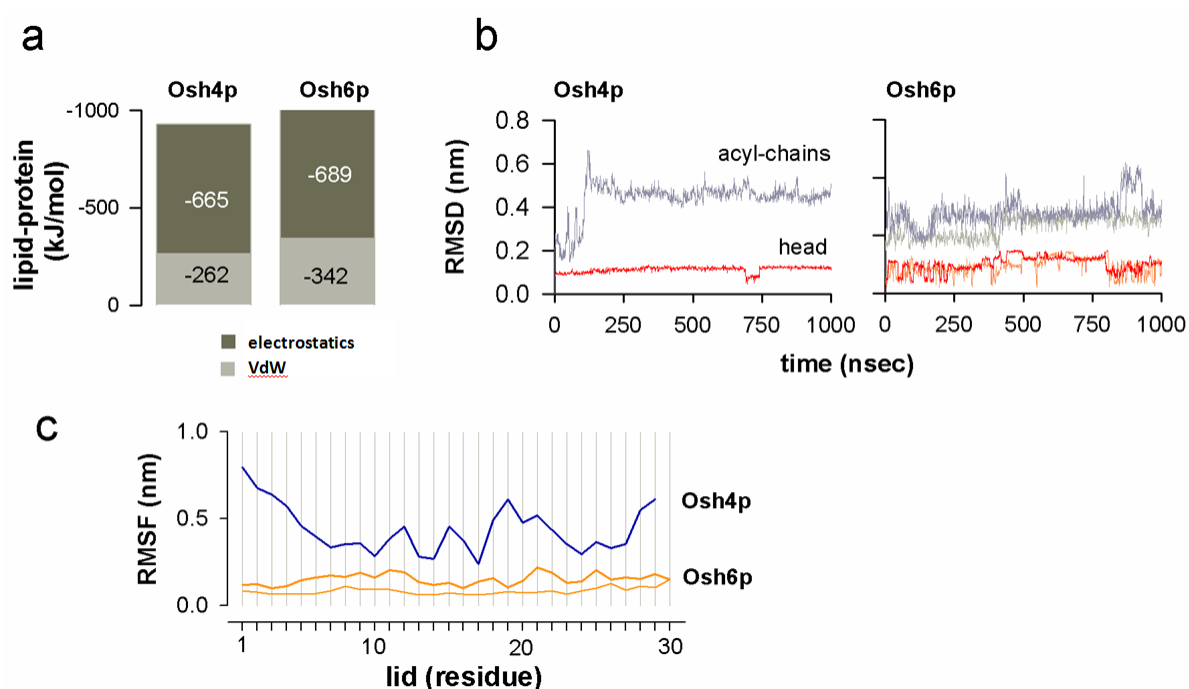 a
Osh4p
Osh6p
lipid-protein
(kJ/mol)
-1000
-500
0
-665
-262
-689
-342
electrostatics
VdW
b
Osh4p
Osh6p
RMSD (nm)
0.8
0.6
0.4
0.2
0.0
acyl-chains
head
0 250 500 750 1000
0 250 500 750 1000
time (nsec)
c
RMSF (nm)
1.0
0.5
0.0
Osh4p
Osh6p
1 10 20 30
lid (residue)